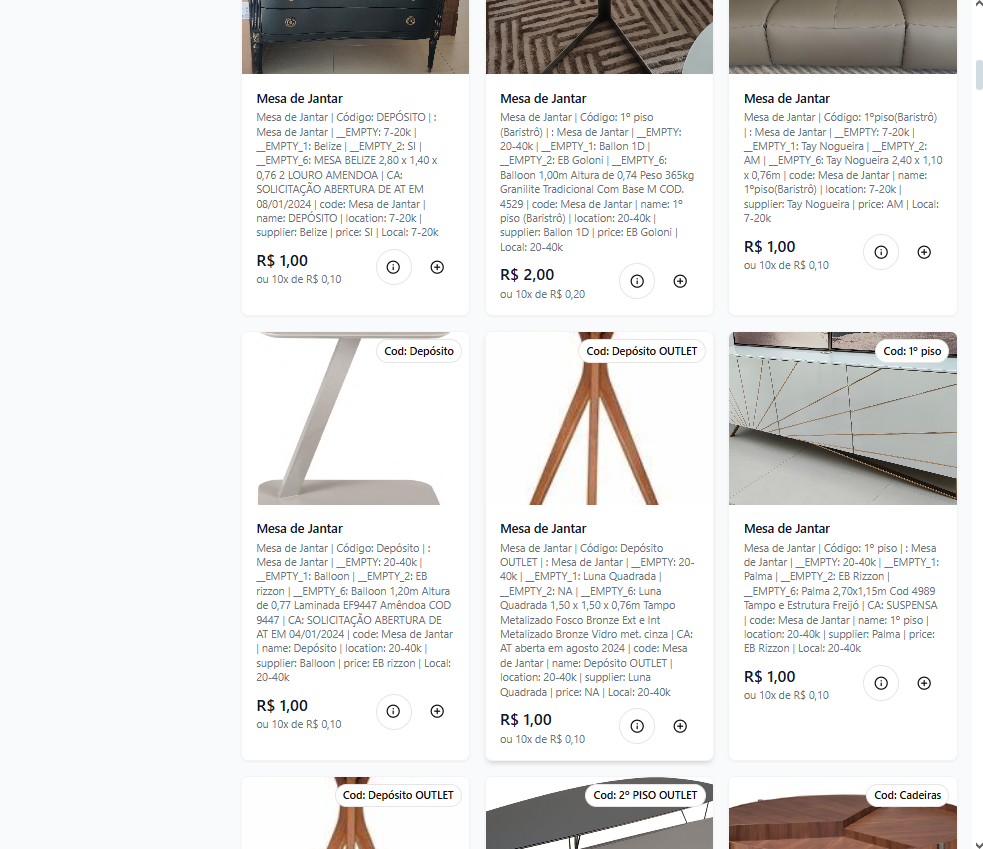 Mesa de Jantar
Mesa de Jantar | Código: DEPÓSITO | :
Mesa de Jantar | __EMPTY: 7-20k |
__EMPTY_1: Belize | __EMPTY_2: SI |
__EMPTY_6: MESA BELIZE 2,80 x 1,40 x
0,76 2 LOURO AMENDOA | CA:
SOLICITAÇÃO ABERTURA DE AT EM
08/01/2024 | code: Mesa de Jantar |
name: DEPÓSITO | location: 7-20k |
supplier: Belize | price: SI | Local: 7-20k
R$ 1,00
ou 10x de R$ 0,10
Mesa de Jantar
Mesa de Jantar | Código: 1º piso
(Baristrô) | : Mesa de Jantar | __EMPTY:
20-40k | __EMPTY_1: Ballon 1D |
__EMPTY_2: EB Goloni | __EMPTY_6:
Balloon 1,00m Altura de 0,74 Peso 365kg
Granilite Tradicional Com Base M COD.
4529 | code: Mesa de Jantar | name: 1º
piso (Baristrô) | location: 20-40k |
supplier: Ballon 1D | price: EB Goloni |
Local: 20-40k
R$ 2,00
ou 10x de R$ 0,20
Mesa de Jantar
Mesa de Jantar | Código: 1ºpiso(Baristrô)
| : Mesa de Jantar | __EMPTY: 7-20k |
__EMPTY_1: Tay Nogueira | __EMPTY_2:
AM | __EMPTY_6: Tay Nogueira 2,40 x 1,10
x 0,76m | code: Mesa de Jantar | name:
1ºpiso(Baristrô) | location: 7-20k |
supplier: Tay Nogueira | price: AM | Local:
7-20k
R$ 1,00
ou 10x de R$ 0,10
Cod: Depósito
Mesa de Jantar
Mesa de Jantar | Código: Depósito | :
Mesa de Jantar | __EMPTY: 20-40k |
__EMPTY_1: Balloon | __EMPTY_2: EB
rizzon | __EMPTY_6: Balloon 1,20m Altura
de 0,77 Laminada EF9447 Amêndoa COD
9447 | CA: SOLICITAÇÃO ABERTURA DE
AT EM 04/01/2024 | code: Mesa de Jantar
| name: Depósito | location: 20-40k |
supplier: Balloon | price: EB rizzon | Local:
20-40k
R$ 1,00
ou 10x de R$ 0,10
Cod: Depósito OUTLET
Mesa de Jantar
Mesa de Jantar | Código: Depósito
OUTLET | : Mesa de Jantar | __EMPTY: 20-
40k | __EMPTY_1: Luna Quadrada |
__EMPTY_2: NA | __EMPTY_6: Luna
Quadrada 1,50 x 1,50 x 0,76m Tampo
Metalizado Fosco Bronze Ext e Int
Metalizado Bronze Vidro met. cinza | CA:
AT aberta em agosto 2024 | code: Mesa
de Jantar | name: Depósito OUTLET |
location: 20-40k | supplier: Luna
Quadrada | price: NA | Local: 20-40k
R$ 1,00
ou 10x de R$ 0,10
Cod: 1º piso
Mesa de Jantar
Mesa de Jantar | Código: 1º piso | : Mesa
de Jantar | __EMPTY: 20-40k | __EMPTY_1:
Palma | __EMPTY_2: EB Rizzon |
__EMPTY_6: Palma 2,70x1,15m Cod 4989
Tampo e Estrutura Freijó | CA: SUSPENSA
| code: Mesa de Jantar | name: 1º piso |
location: 20-40k | supplier: Palma | price:
EB Rizzon | Local: 20-40k
R$ 1,00
ou 10x de R$ 0,10
Cod: Depósito OUTLET
Cod: 2º PISO OUTLET
Cod: Cadeiras